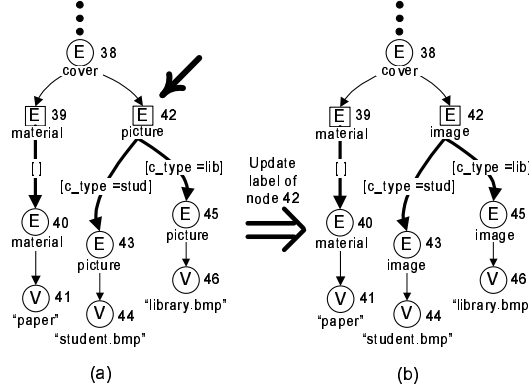 E 38
cover
E 39
material
E 42
picture
[ ]
[c_type =stud]
[c_type =lib]
E 40
material
E 43
picture
E 45
picture
V 41
"paper"
V 44
"student.bmp"
V 46
"library.bmp"
(a)
Update
label of
node 42
E 38
cover
E 39
material
E 42
image
[ ]
[c_type =stud]
[c_type =lib]
E 40
material
E 43
image
E 45
image
V 41
"paper"
V 44
"student.bmp"
V 46
"library.bmp"
(b)